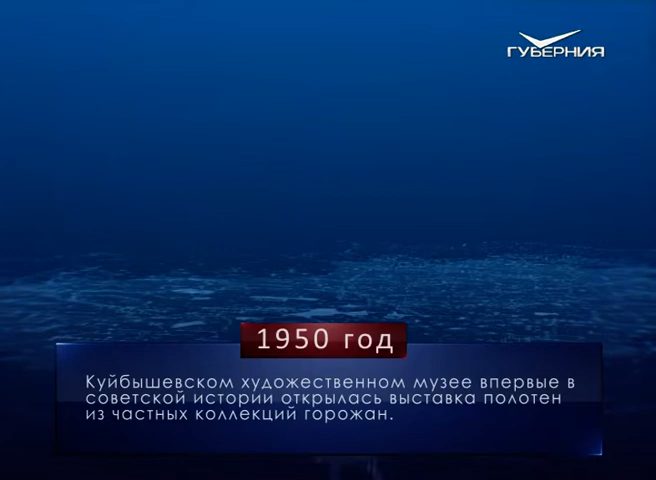 ГУБЕРНИЯ
1950 год
Куйбышевском художественном музее впервые в
советской истории открылась выставка полотен
из частных коллекций горожан.